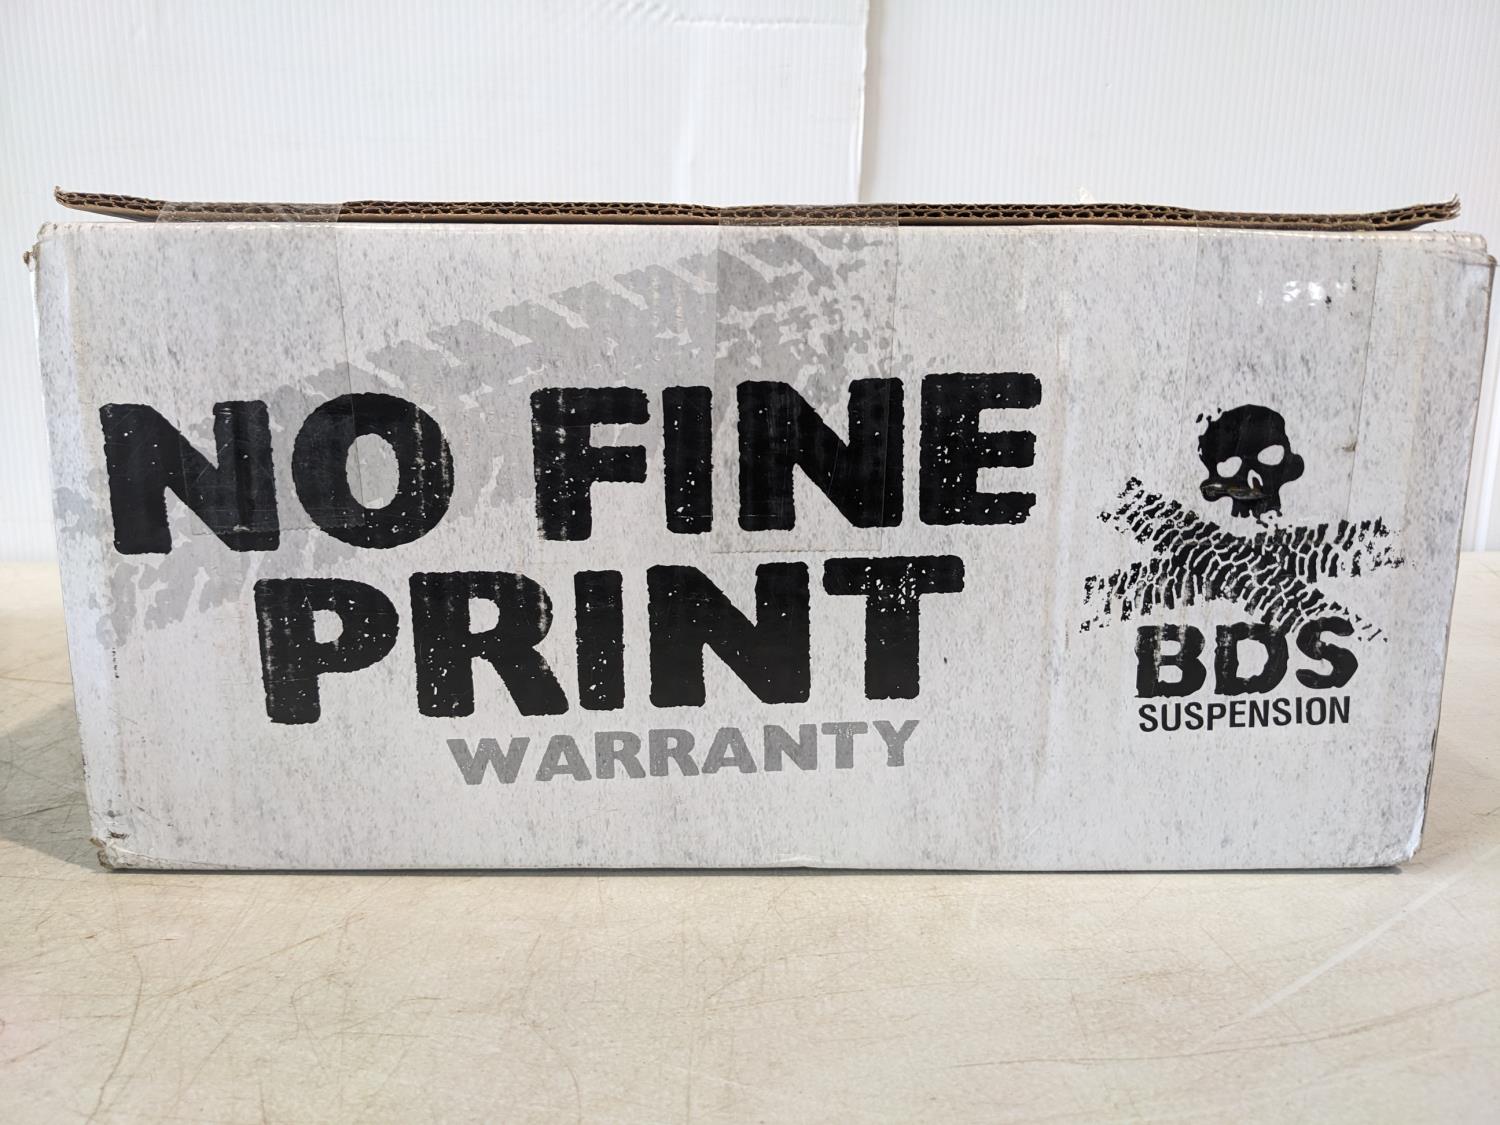 NO FINE
PRINT
WARRANTY
BDS
SUSPENSION